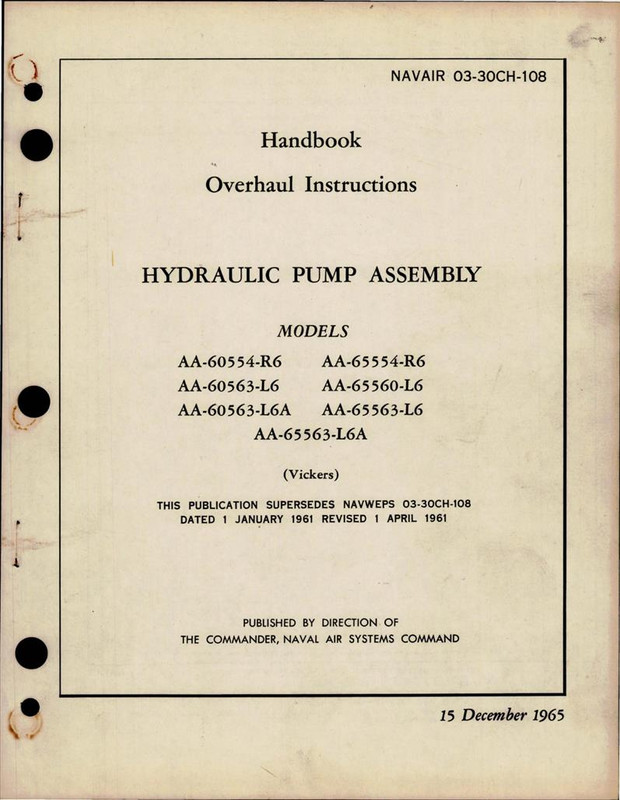 NAVAIR 03-30CH-108
Handbook
Overhaul Instructions
HYDRAULIC PUMP ASSEMBLY
MODELS
AA-60554-R6 AA-65554-R6
AA-60563-L6 AA-65560-L6
AA-60563-L6A AA-65563-L6
AA-65563-L6A
(Vickers)
THIS PUBLICATION SUPERSEDES NAVWEPS 03-30CH-108
DATED 1 JANUARY 1961 REVISED 1 APRIL 1961
PUBLISHED BY DIRECTION OF
THE COMMANDER, NAVAL AIR SYSTEMS COMMAND
15 December 1965